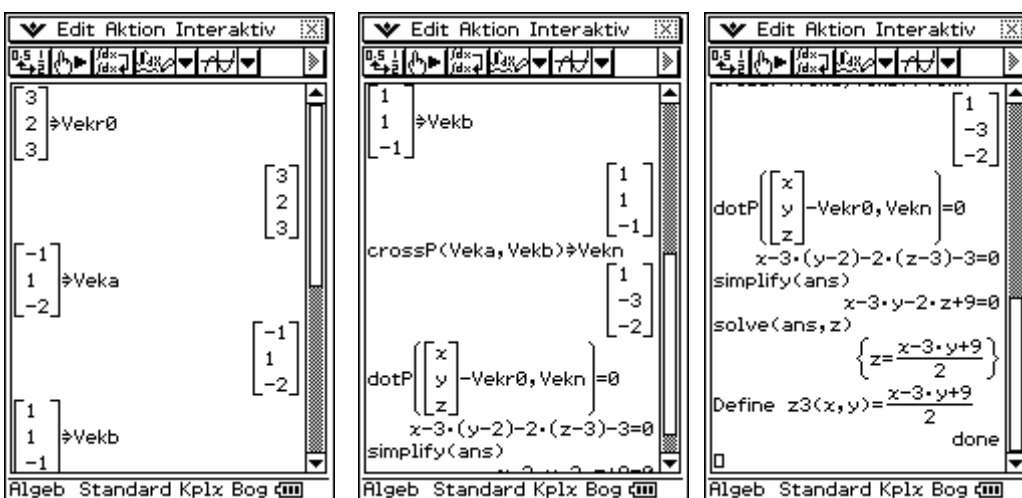 Edit Aktion Interaktiv
[3 2 3]⇒Vekr0
[3 2 3]
[-1 1 -2]⇒Veka
[-1 1 -2]
[1 1 -1]⇒Vekb
Algeb Standard Kplx Bog
Edit Aktion Interaktiv
[1 1 -1]⇒Vekb
[1 1 -1]
crossP(Veka,Vekb)⇒Vekn
[1 -3 -2]
dotP([x y z]-Vekr0,Vekn)=0
x-3·(y-2)-2·(z-3)-3=0
simplify(ans)
Algeb Standard Kplx Bog
Edit Aktion Interaktiv
[1 -3 -2]
dotP([x y z]-Vekr0,Vekn)=0
x-3·(y-2)-2·(z-3)-3=0
simplify(ans)
x-3·y-2·z+9=0
solve(ans,z)
{z=(x-3·y+9)/2}
Define z3(x,y)=(x-3·y+9)/2
done
Algeb Standard Kplx Bog